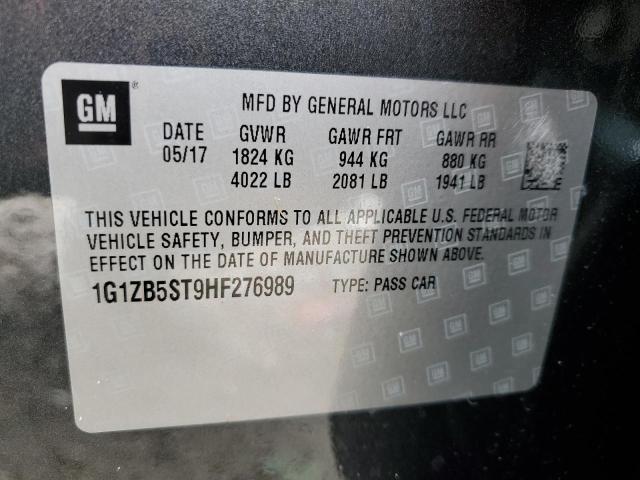 GM
MFD BY GENERAL MOTORS LLC
DATE GVWR GAWR FRT GAWR RR
05/17 1824 KG 944 KG 880 KG
4022 LB 2081 LB 1941 LB
THIS VEHICLE CONFORMS TO ALL APPLICABLE U.S. FEDERAL MOTOR
VEHICLE SAFETY, BUMPER, AND THEFT PREVENTION STANDARDS IN
EFFECT ON THE DATE OF MANUFACTURE SHOWN ABOVE.
1G1ZB5ST9HF276989 TYPE: PASS CAR